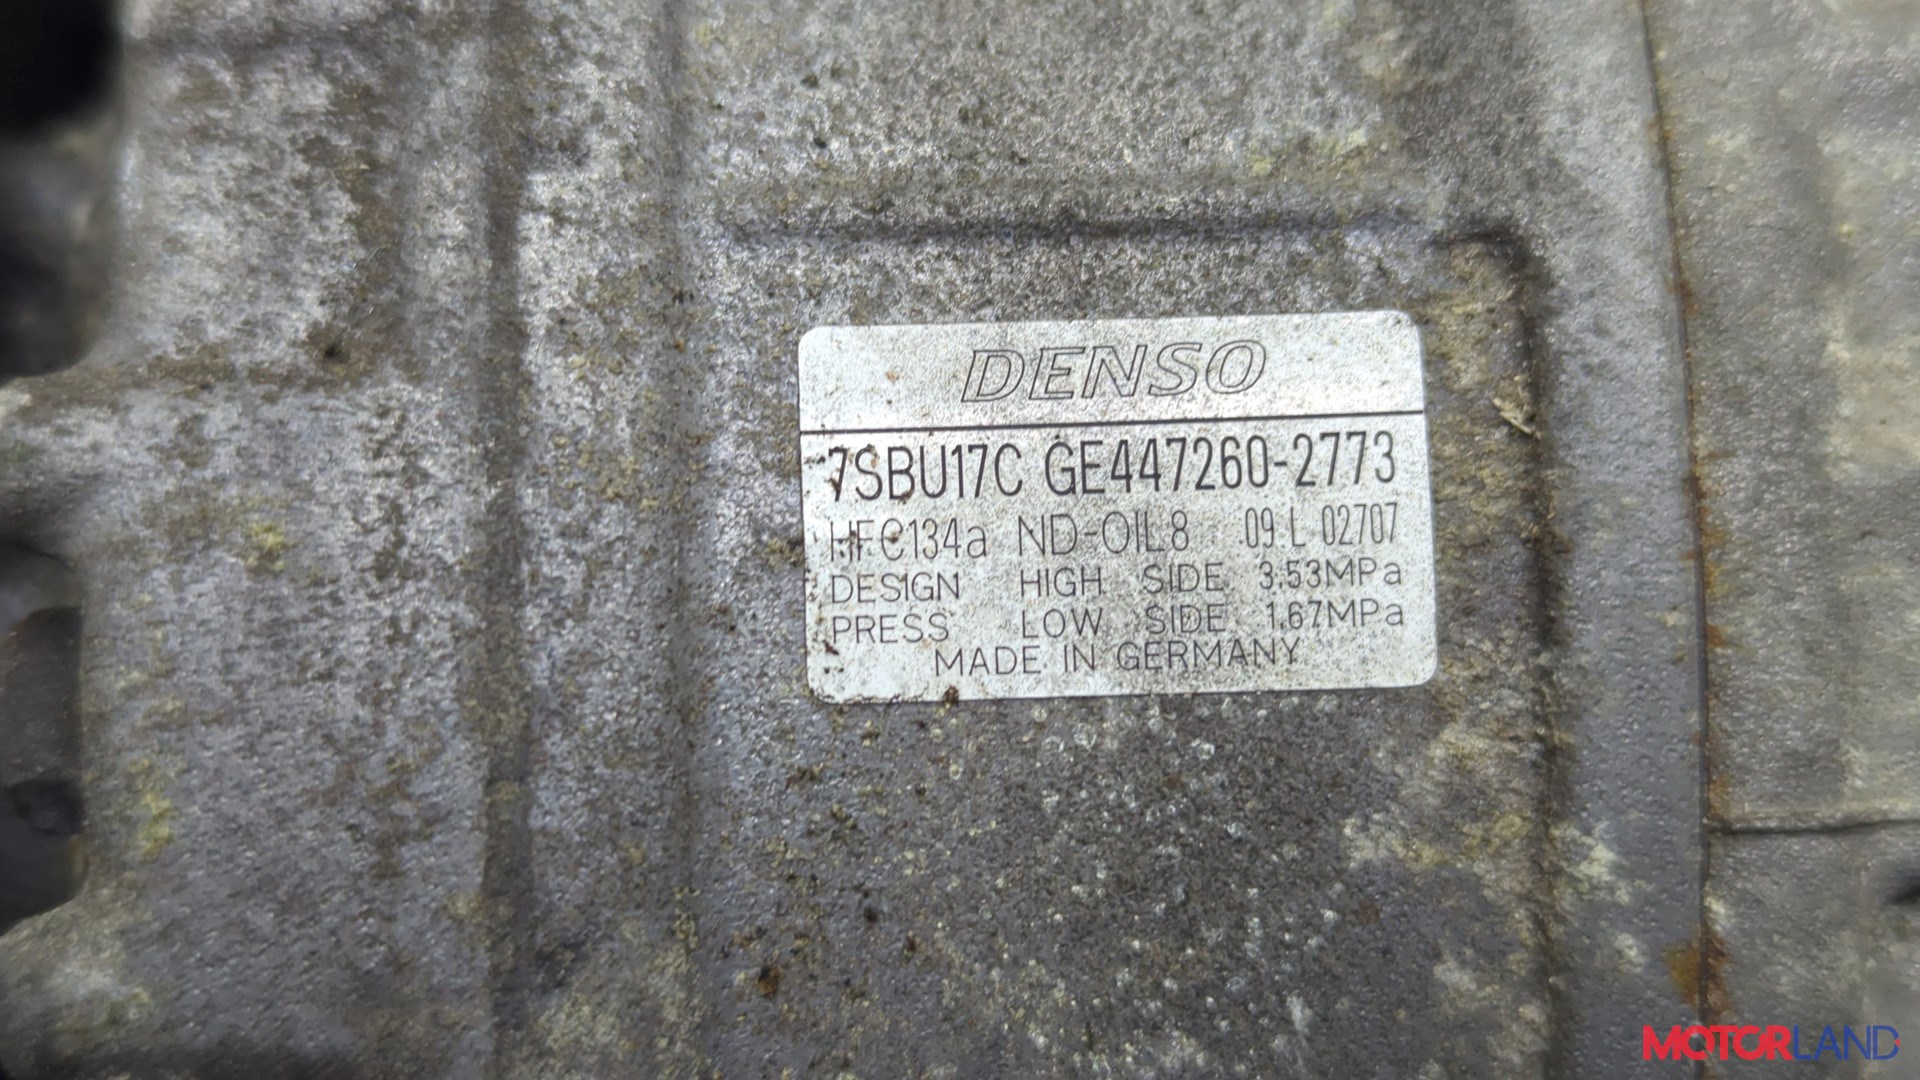 DENSO
7SBU17C GE447260-2773
HFC134a ND-OIL8 09.L 02707
DESIGN HIGH SIDE 3.53MPa
PRESS LOW SIDE 1.67MPa
MADE IN GERMANY
MOTORLAND